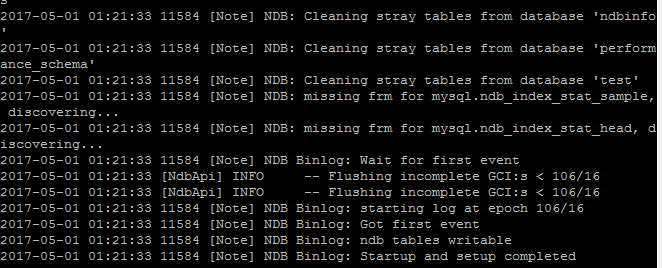 s
2017-05-01 01:21:33 11584 [Note] NDB: Cleaning stray tables from database 'ndbinfo
'
2017-05-01 01:21:33 11584 [Note] NDB: Cleaning stray tables from database 'perform
ance_schema'
2017-05-01 01:21:33 11584 [Note] NDB: Cleaning stray tables from database 'test'
2017-05-01 01:21:33 11584 [Note] NDB: missing frm for mysql.ndb_index_stat_sample,
 discovering...
2017-05-01 01:21:33 11584 [Note] NDB: missing frm for mysql.ndb_index_stat_head, d
iscovering...
2017-05-01 01:21:33 11584 [Note] NDB Binlog: Wait for first event
2017-05-01 01:21:33 [NdbApi] INFO     -- Flushing incomplete GCI:s < 106/16
2017-05-01 01:21:33 [NdbApi] INFO     -- Flushing incomplete GCI:s < 106/16
2017-05-01 01:21:33 11584 [Note] NDB Binlog: starting log at epoch 106/16
2017-05-01 01:21:33 11584 [Note] NDB Binlog: Got first event
2017-05-01 01:21:33 11584 [Note] NDB Binlog: ndb tables writable
2017-05-01 01:21:33 11584 [Note] NDB Binlog: Startup and setup completed